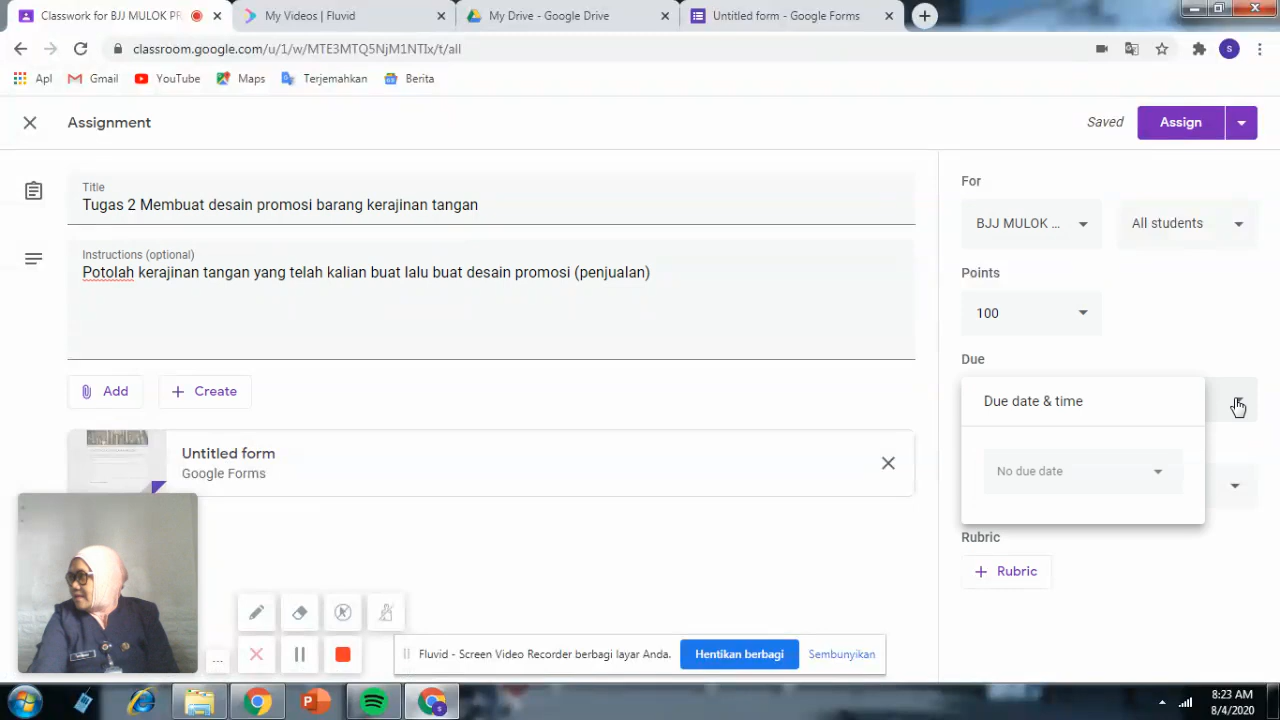 Classwork for BJJ MULOK PR
My Videos | Fluvid
My Drive - Google Drive
Untitled form - Google Forms
classroom.google.com/u/1/w/MTE3MTQ5NjM1NTIx/t/all
s
Apl
Gmail
YouTube
Maps
Terjemahkan
Berita
Assignment
Saved
Assign
Title
Tugas 2 Membuat desain promosi barang kerajinan tangan
Instructions (optional)
Potolah kerajinan tangan yang telah kalian buat lalu buat desain promosi (penjualan)
Add
Create
Untitled form
Google Forms
For
BJJ MULOK ...
All students
Points
100
Due
Due date & time
No due date
Rubric
Rubric
...
Fluvid - Screen Video Recorder berbagi layar Anda.
Hentikan berbagi
Sembunyikan
8:23 AM
8/4/2020